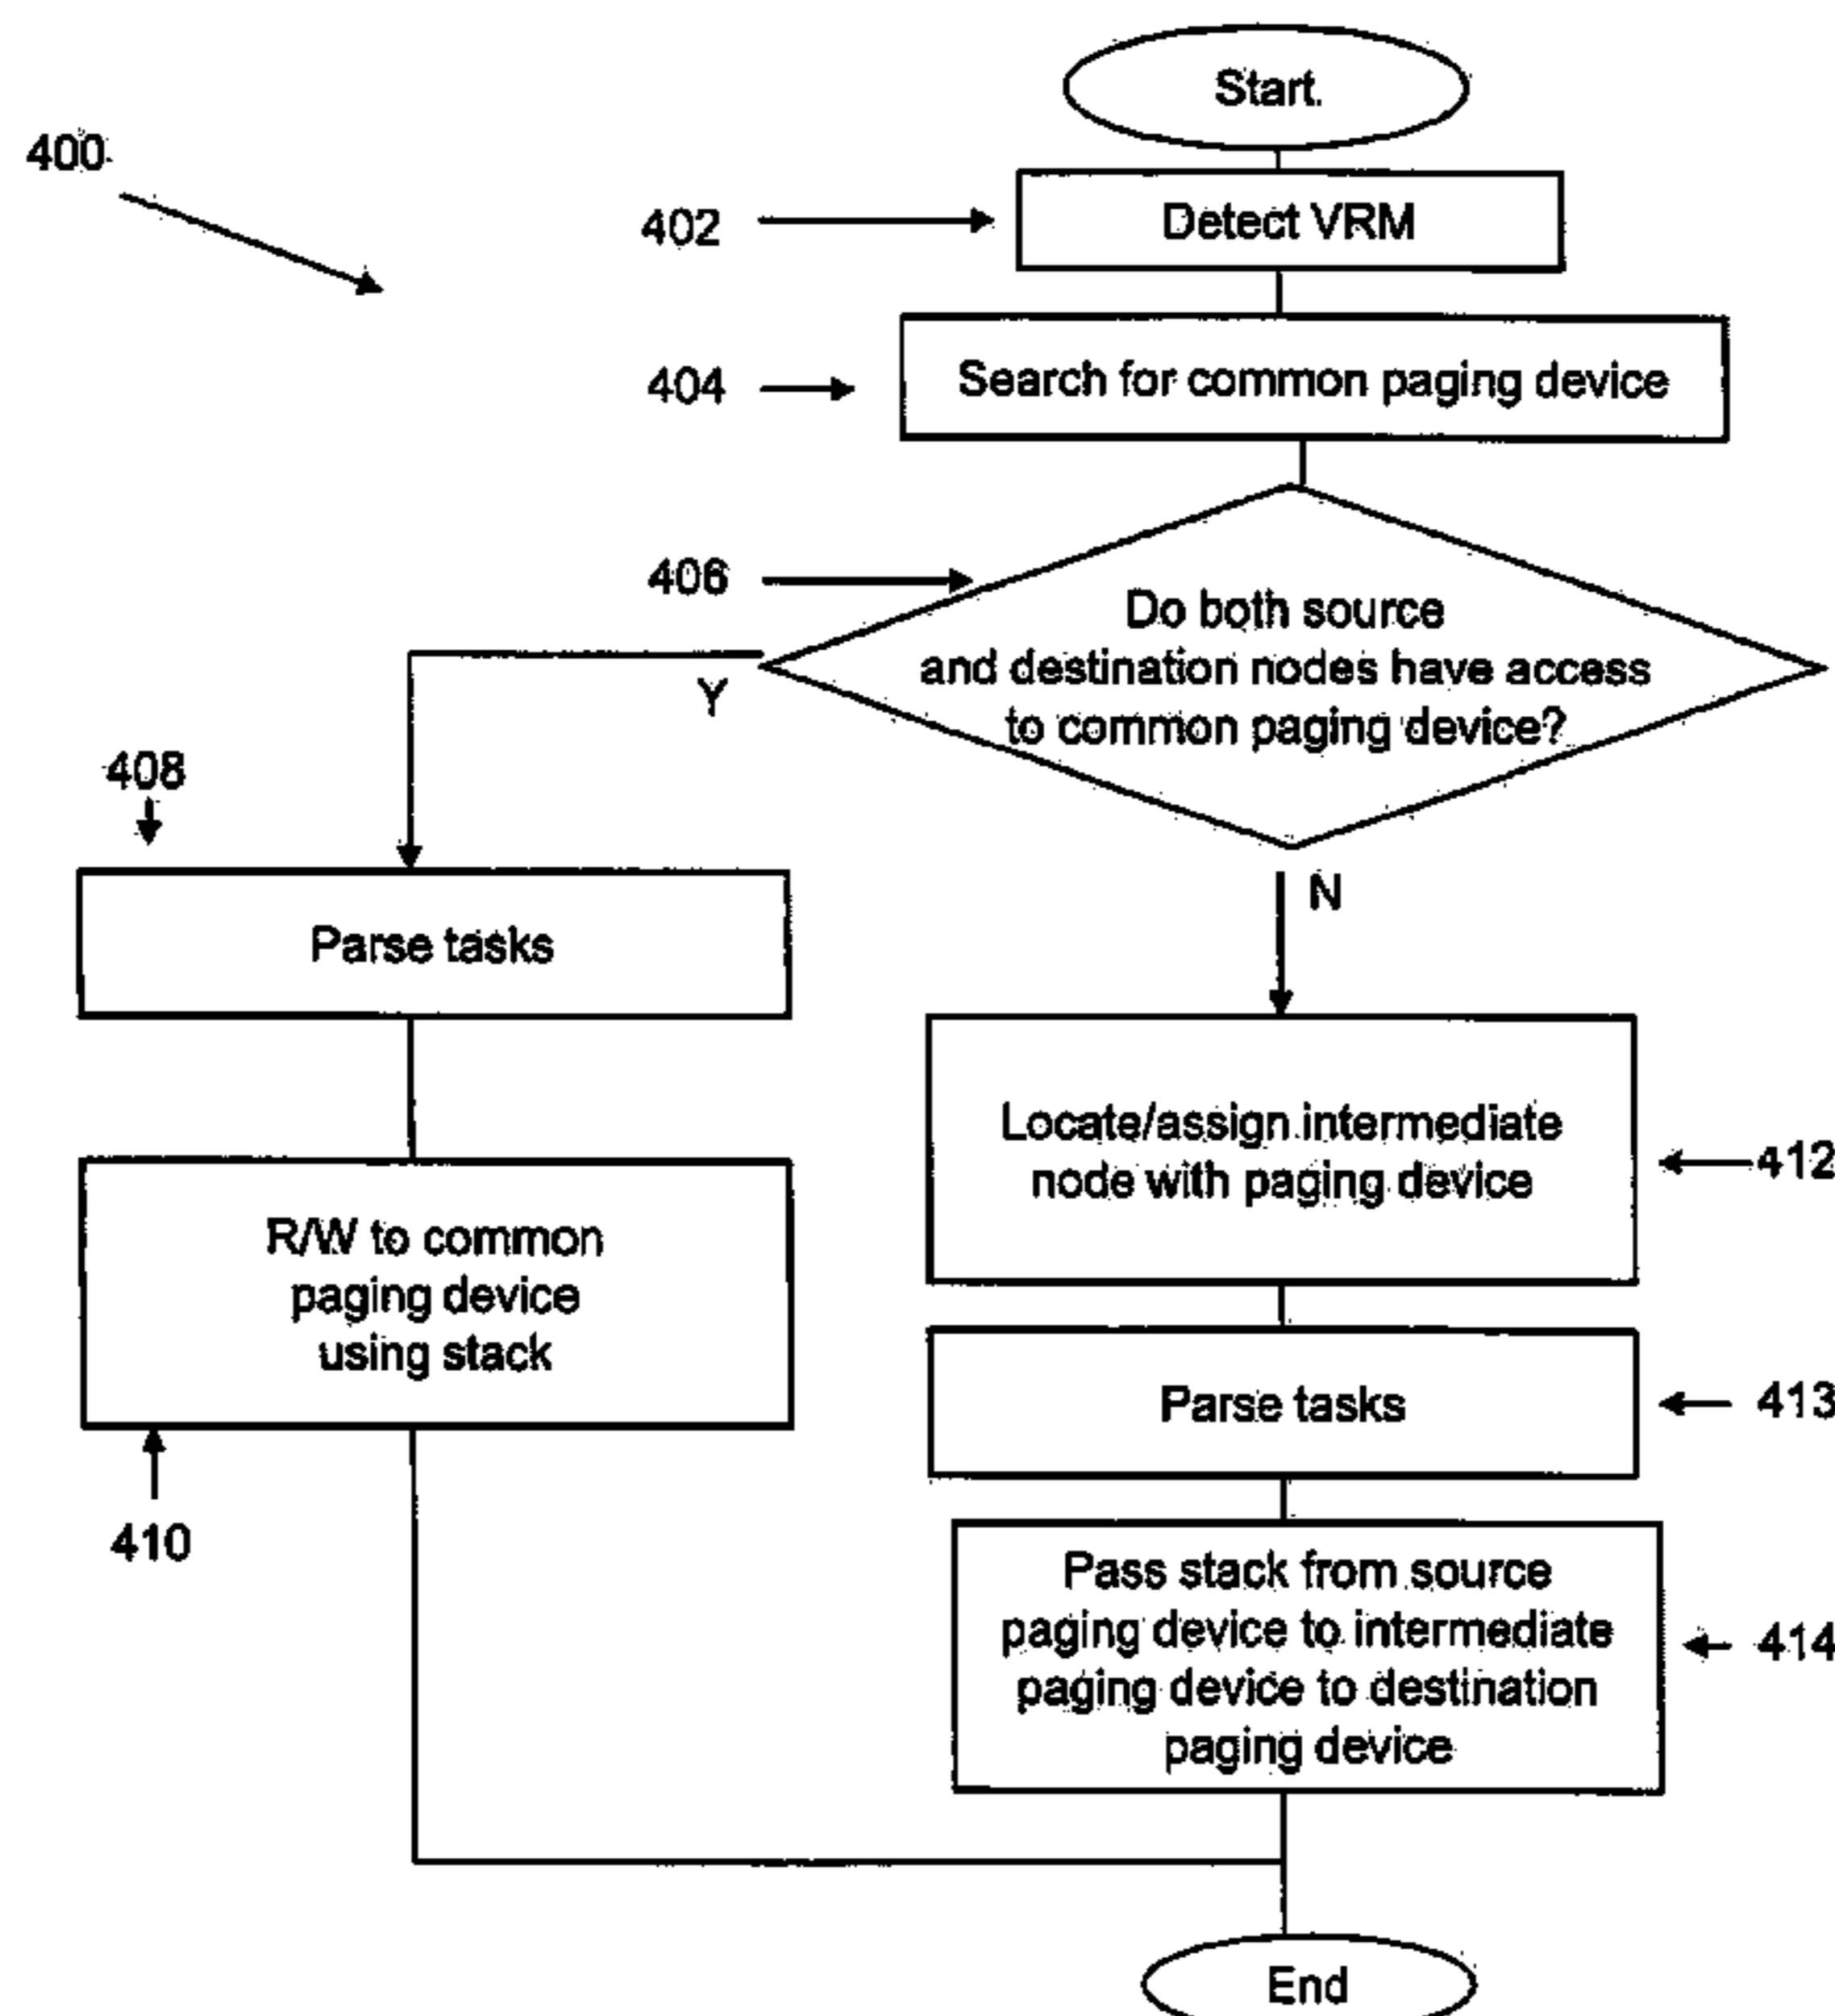 Start
400
402
Detect VRM
404
Search for common paging device
406
Do both source
and destination nodes have access
to common paging device?
Y
N
408
Parse tasks
R/W to common
paging device
using stack
410
Locate/assign intermediate
node with paging device
412
Parse tasks
413
Pass stack from source
paging device to intermediate
paging device to destination
paging device
414
End